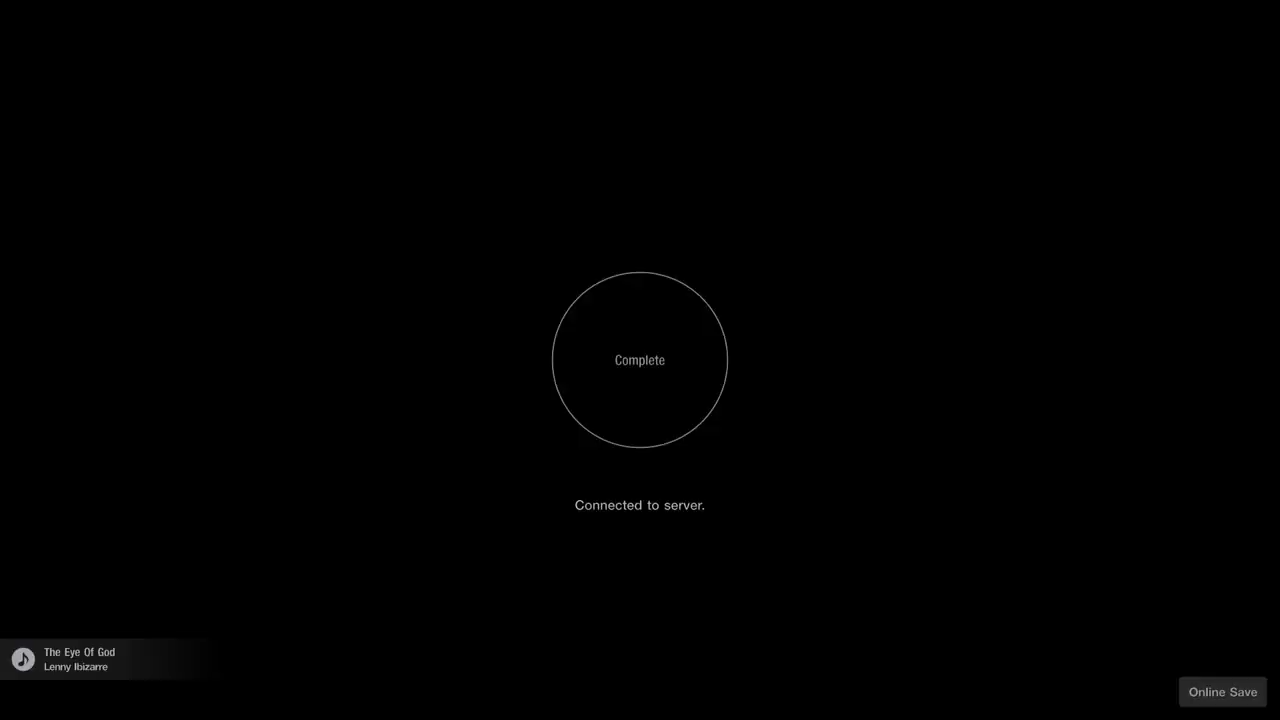 Complete
Connected to server.
The Eye Of God
Lenny Ibizarre
Online Save